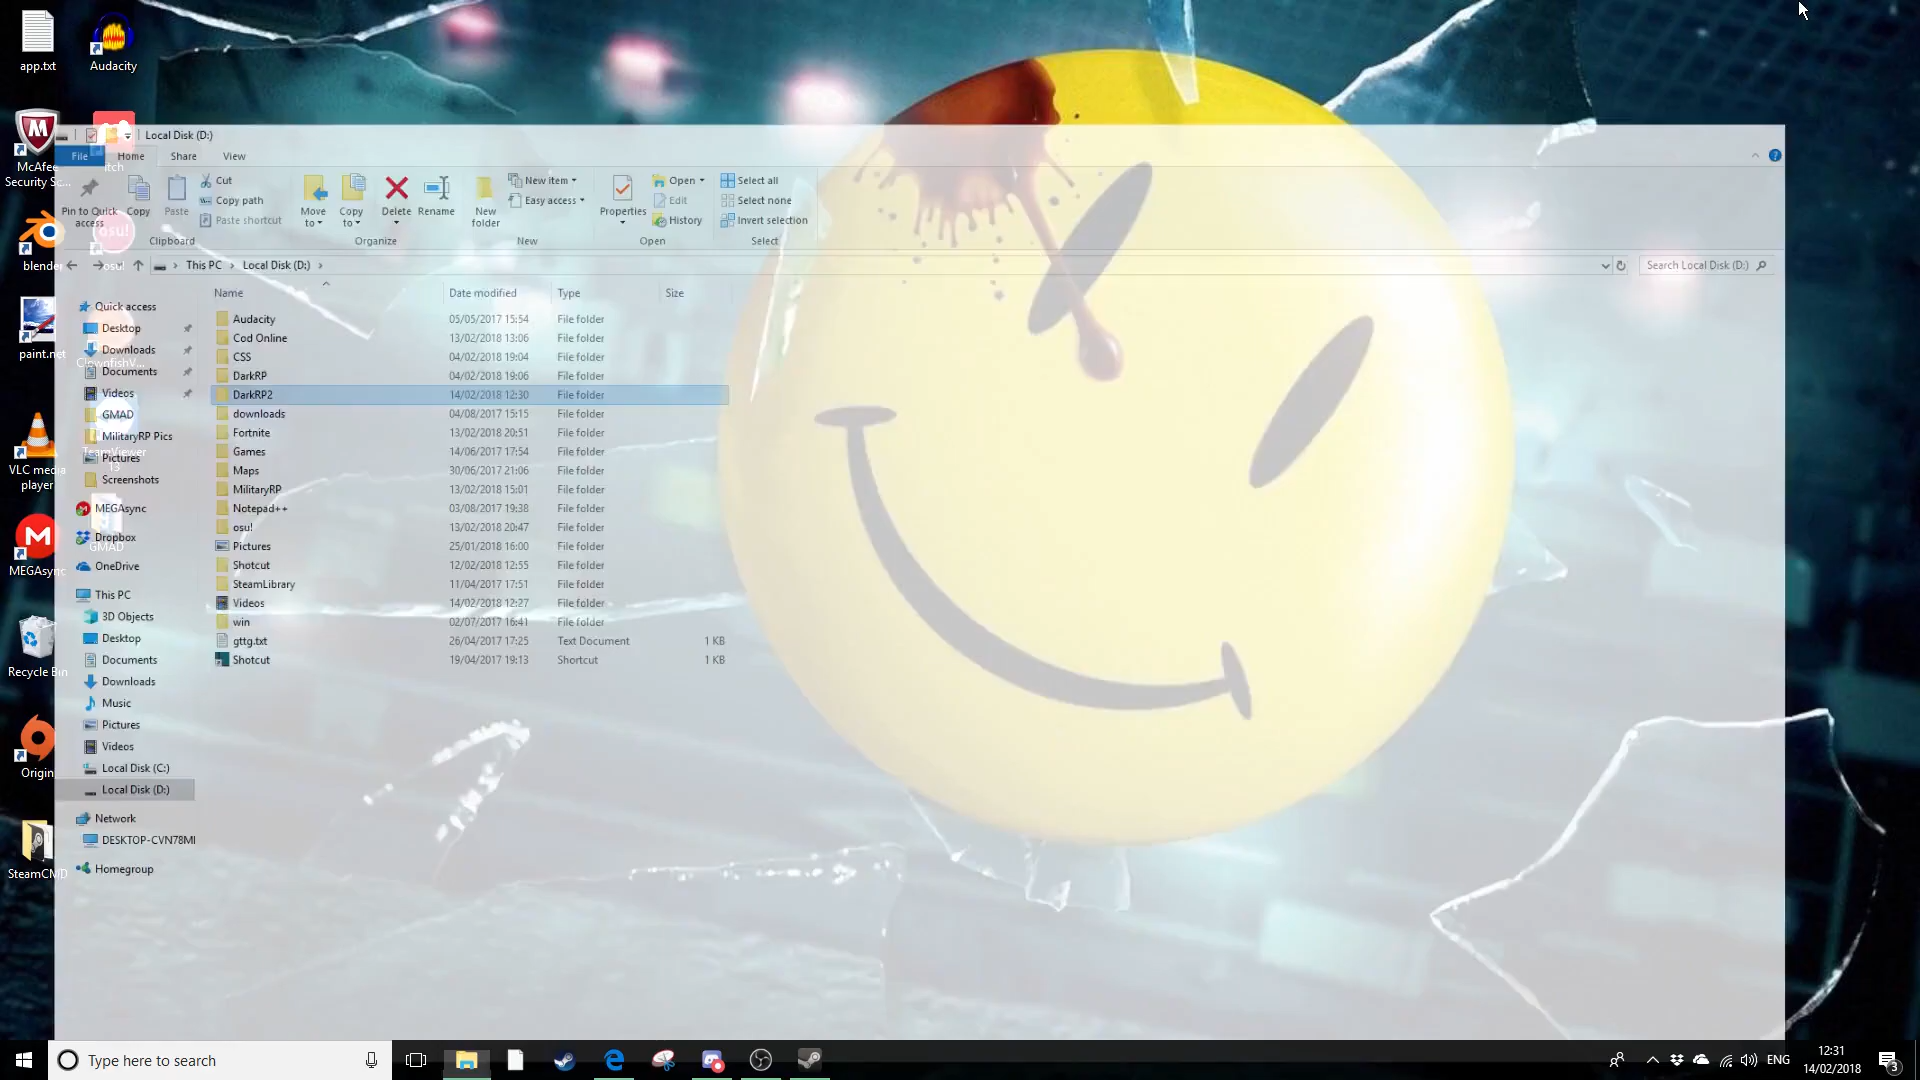 app.txt
Audacity
McAfee
Security Sc...
itch
blender
osu!
osu!
paint.net
ClownfishV...
VLC media
player
TeamViewer
13
MEGAsync
GMAD
Recycle Bin
Origin
SteamCMD
Local Disk (D:)
File
Home
Share
View
Pin to Quick
access
Copy
Paste
Cut
Copy path
Paste shortcut
Clipboard
Move
to
Copy
to
Delete
Rename
Organize
New
folder
New item
Easy access
New
Properties
Open
Edit
History
Open
Select all
Select none
Invert selection
Select
This PC
Local Disk (D:)
Search Local Disk (D:)
Quick access
Desktop
Downloads
Documents
Videos
GMAD
MilitaryRP Pics
Pictures
Screenshots
MEGAsync
Dropbox
OneDrive
This PC
3D Objects
Desktop
Documents
Downloads
Music
Pictures
Videos
Local Disk (C:)
Local Disk (D:)
Network
DESKTOP-CVN78MI
Homegroup
Name Date modified Type Size
Audacity 05/05/2017 15:54 File folder
Cod Online 13/02/2018 13:06 File folder
CSS 04/02/2018 19:04 File folder
DarkRP 04/02/2018 19:06 File folder
DarkRP2 14/02/2018 12:30 File folder
downloads 04/08/2017 15:15 File folder
Fortnite 13/02/2018 20:51 File folder
Games 14/06/2017 17:54 File folder
Maps 30/06/2017 21:06 File folder
MilitaryRP 13/02/2018 15:01 File folder
Notepad++ 03/08/2017 19:38 File folder
osu! 13/02/2018 20:47 File folder
Pictures 25/01/2018 16:00 File folder
Shotcut 12/02/2018 12:55 File folder
SteamLibrary 11/04/2017 17:51 File folder
Videos 14/02/2018 12:27 File folder
win 02/07/2017 16:41 File folder
gttg.txt 26/04/2017 17:25 Text Document 1 KB
Shotcut 19/04/2017 19:13 Shortcut 1 KB
Type here to search
ENG
12:31
14/02/2018
3